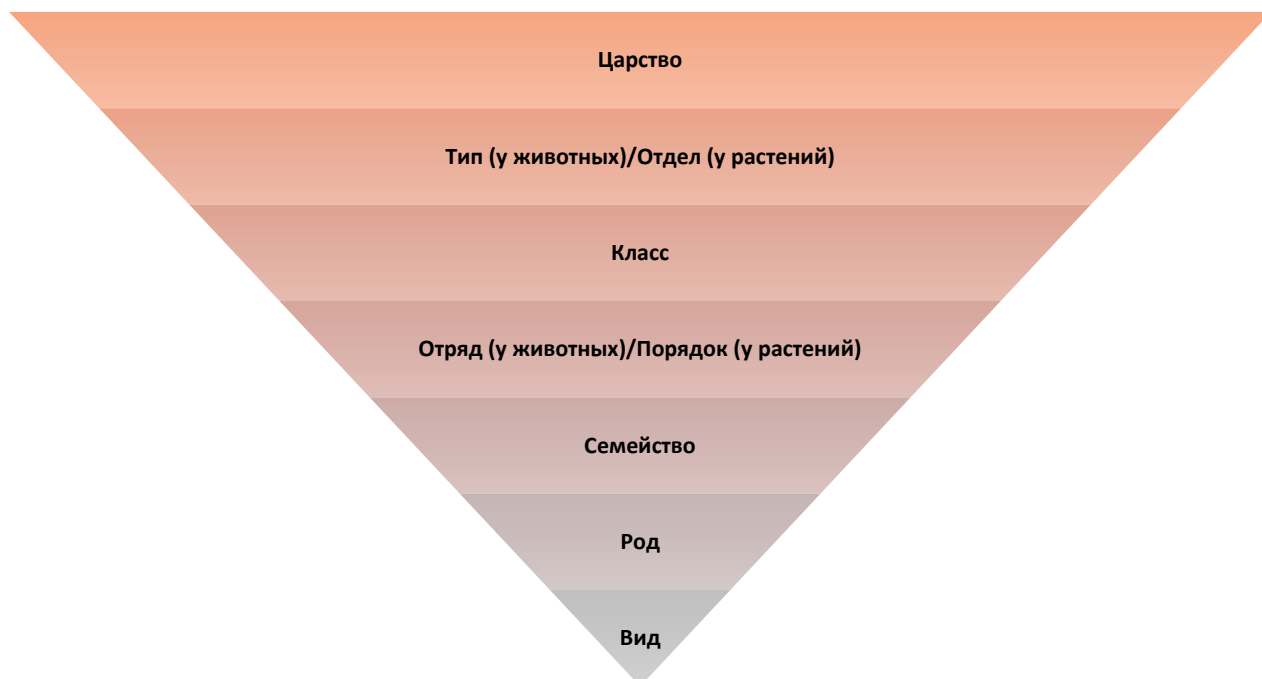 Царство
Тип (у животных)/Отдел (у растений)
Класс
Отряд (у животных)/Порядок (у растений)
Семейство
Род
Вид